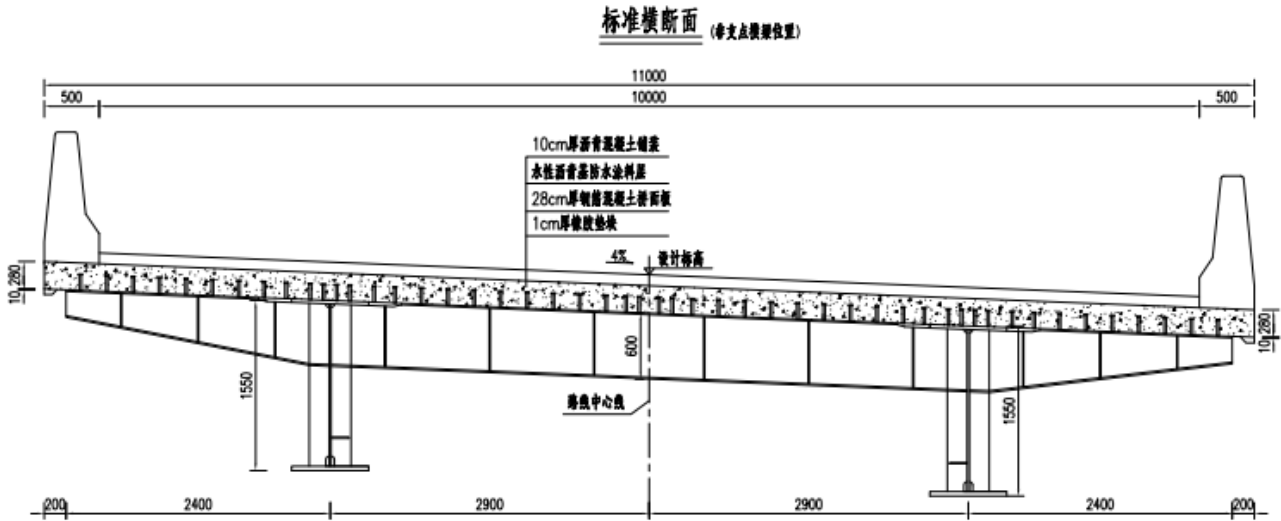 标准横断面 (非支点横梁位置)
11000
500 10000 500
10cm厚沥青混凝土铺装
水性沥青基防水涂料层
28cm厚钢筋混凝土桥面板
1cm厚橡胶垫块
4% 设计标高
280
10
280
10
600
1550
1550
路线中心线
200 2400 2900 2900 2400 200